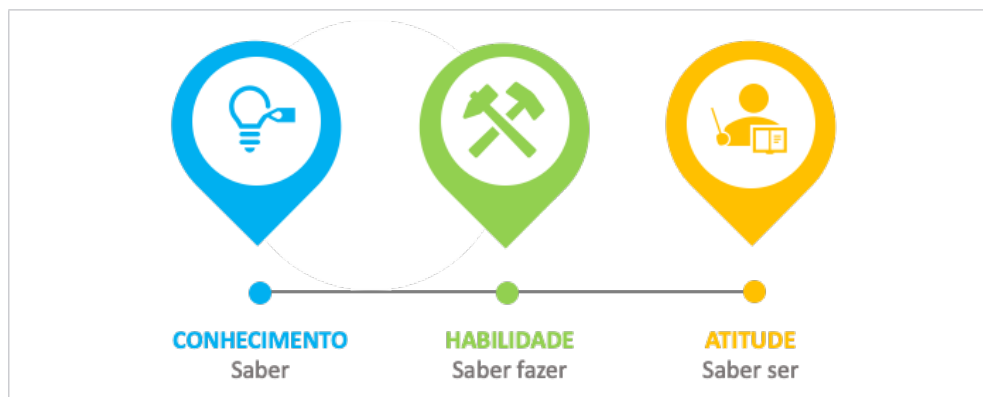 CONHECIMENTO
Saber
HABILIDADE
Saber fazer
ATITUDE
Saber ser